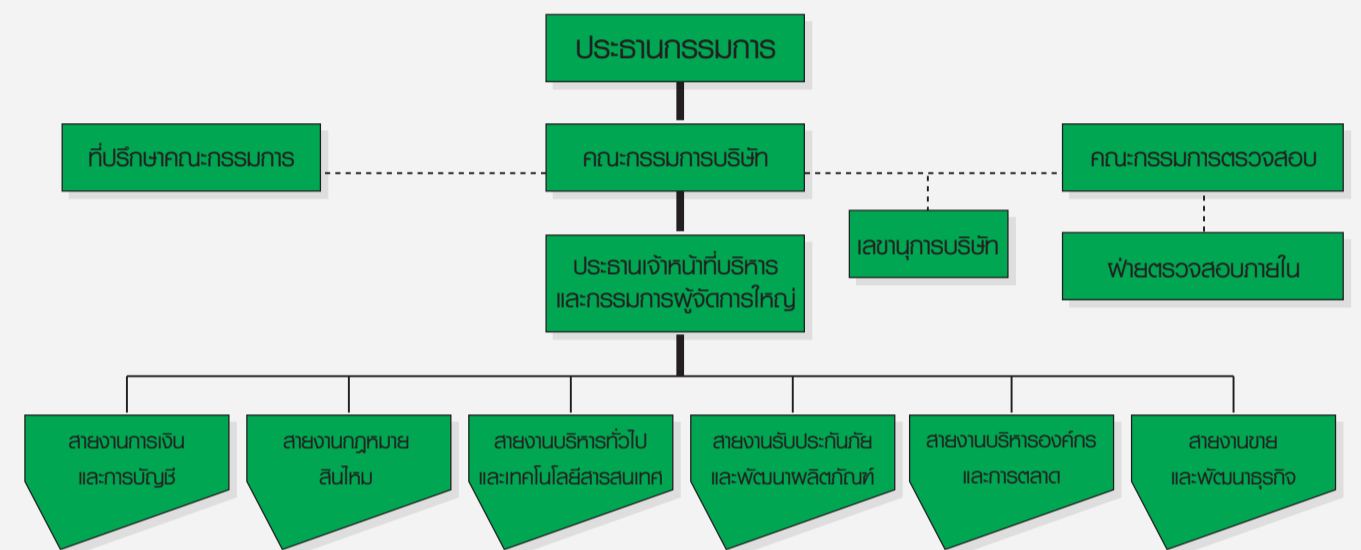 ประธานกรรมการ
ที่ปรึกษาคณะกรรมการ
คณะกรรมการบริษัท
คณะกรรมการตรวจสอบ
เลขานุการบริษัท
ฝ่ายตรวจสอบภายใน
ประธานเจ้าหน้าที่บริหาร
และกรรมการผู้จัดการใหญ่
สายงานการเงิน
และการบัญชี
สายงานกฎหมาย
สินไหม
สายงานบริหารทั่วไป
และเทคโนโลยีสารสนเทศ
สายงานรับประกันภัย
และพัฒนาผลิตภัณฑ์
สายงานบริหารองค์กร
และการตลาด
สายงานขาย
และพัฒนาธุรกิจ